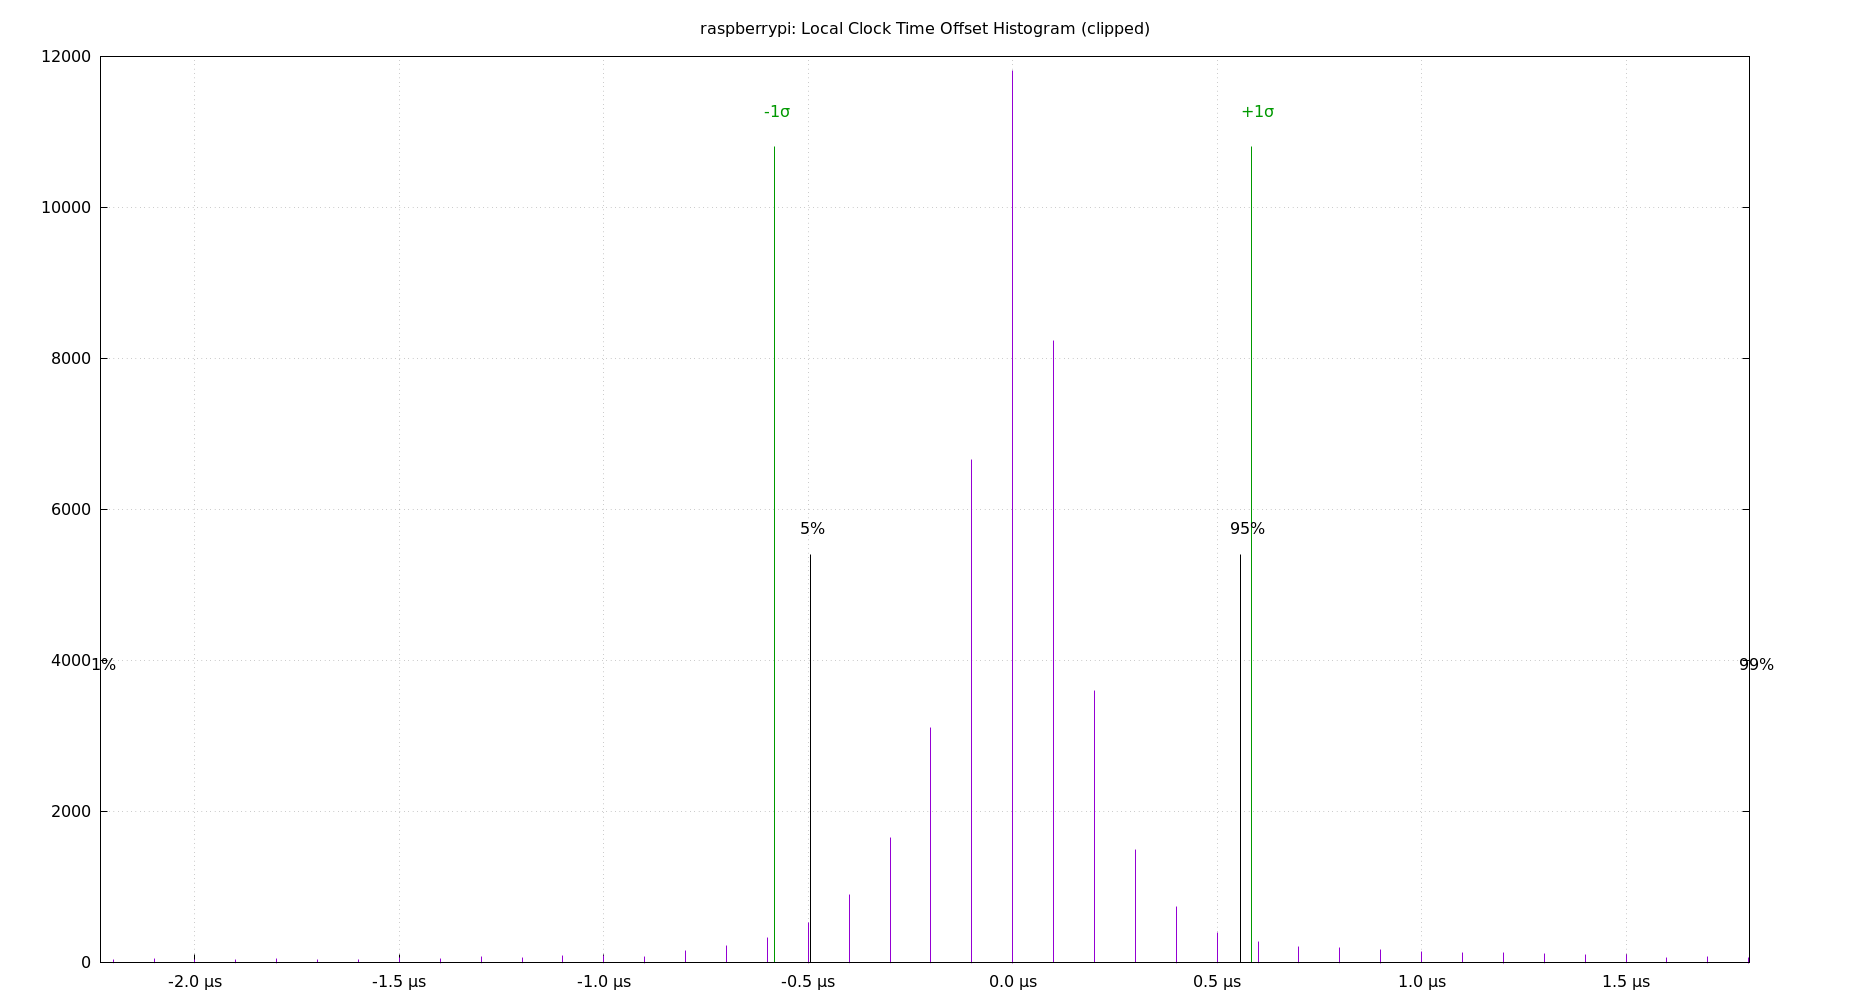 raspberrypi: Local Clock Time Offset Histogram (clipped)
12000
-1σ
+1σ
10000
8000
6000
5%
95%
4000
1%
99%
2000
0
-2.0 µs
-1.5 µs
-1.0 µs
-0.5 µs
0.0 µs
0.5 µs
1.0 µs
1.5 µs